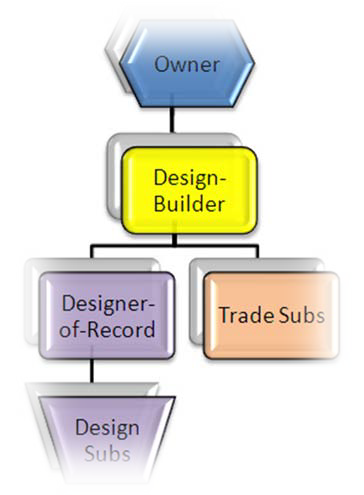 Owner
Design-
Builder
Designer-
of-Record
Trade Subs
Design
Subs